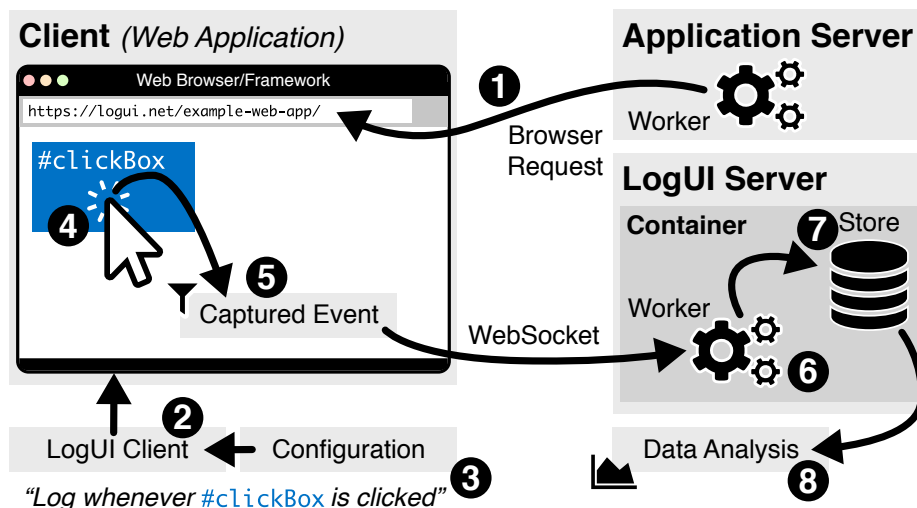 Client (Web Application)
Web Browser/Framework
https://logui.net/example-web-app/
#clickBox
4
5
Captured Event
1
Browser
Request
WebSocket
Application Server
Worker
LogUI Server
Container
7
Store
Worker
6
2
LogUI Client
Configuration
3
“Log whenever #clickBox is clicked”
Data Analysis
8